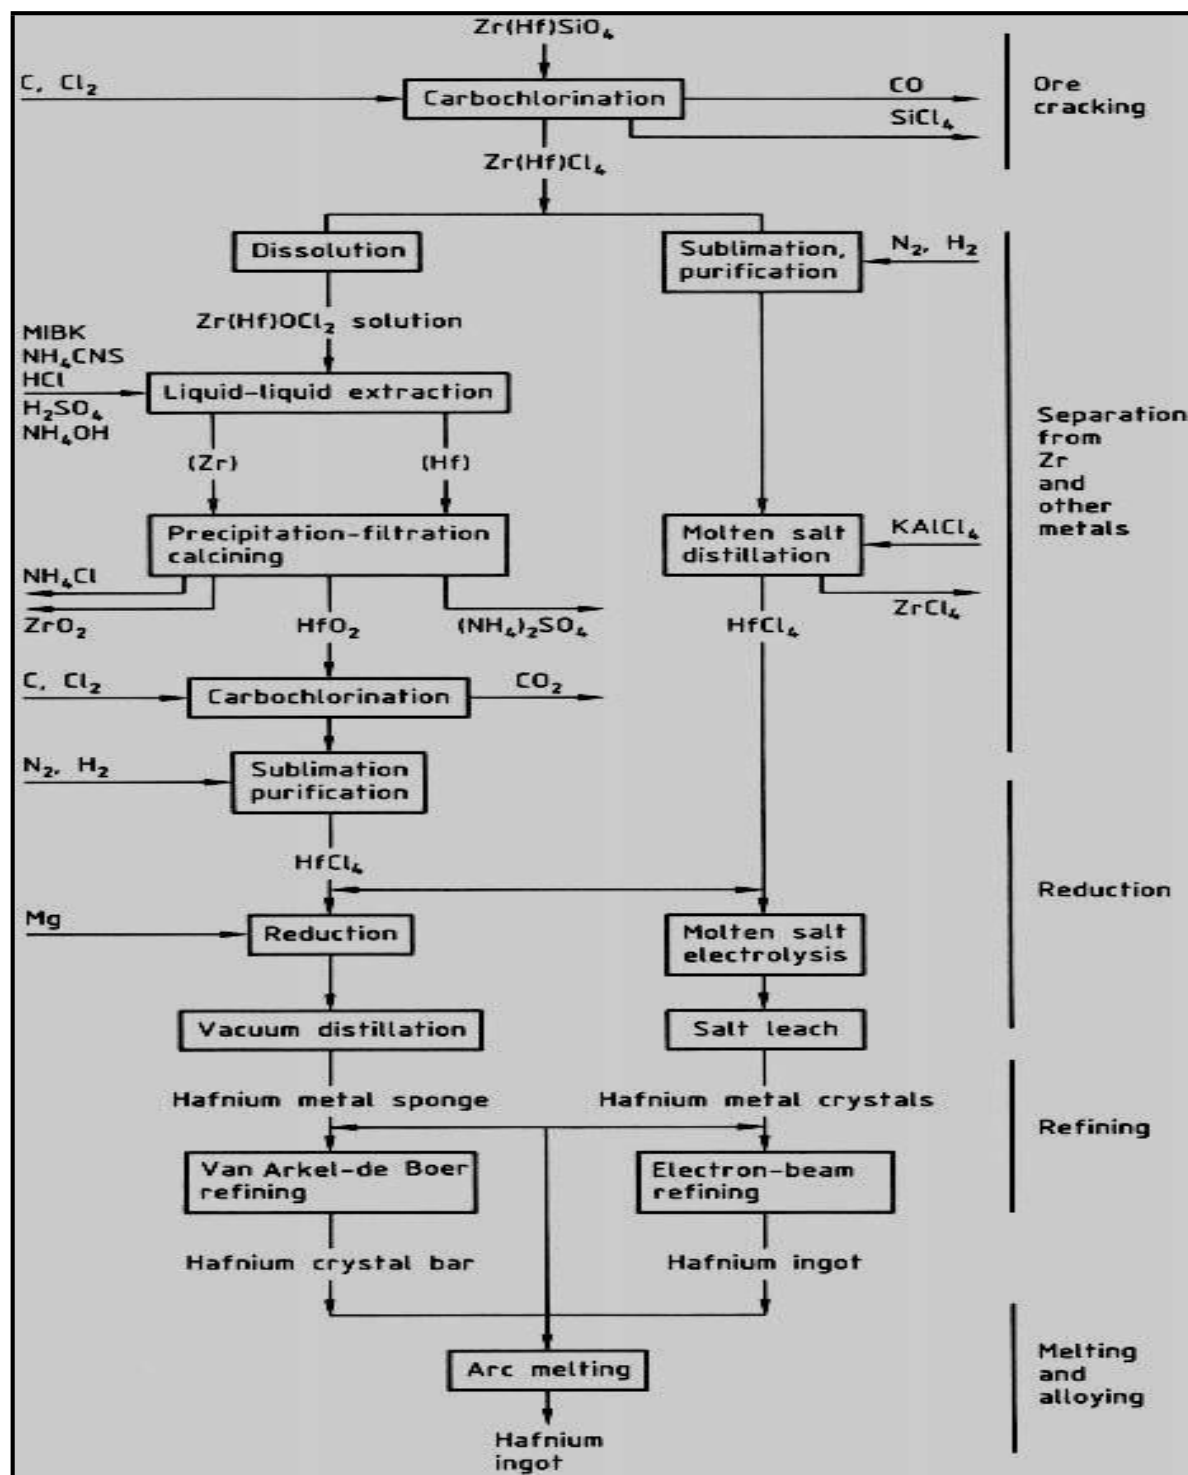 Zr(Hf)SiO₄
C, Cl₂
Carbochlorination
CO
SiCl₄
Ore
cracking
Zr(Hf)Cl₄
Dissolution
Sublimation,
purification
N₂, H₂
Zr(Hf)OCl₂ solution
MIBK
NH₄CNS
HCl
H₂SO₄
NH₄OH
Liquid-liquid extraction
(Zr)
(Hf)
Separation
from
Zr
and
other
metals
Precipitation-filtration
calcining
Molten salt
distillation
KAlCl₄
NH₄Cl
ZrO₂
HfO₂
(NH₄)₂SO₄
HfCl₄
ZrCl₄
C, Cl₂
Carbochlorination
CO₂
N₂, H₂
Sublimation
purification
HfCl₄
Reduction
Mg
Reduction
Molten salt
electrolysis
Vacuum distillation
Salt leach
Hafnium metal sponge
Hafnium metal crystals
Refining
Van Arkel-de Boer
refining
Electron-beam
refining
Hafnium crystal bar
Hafnium ingot
Arc melting
Melting
and
alloying
Hafnium
ingot